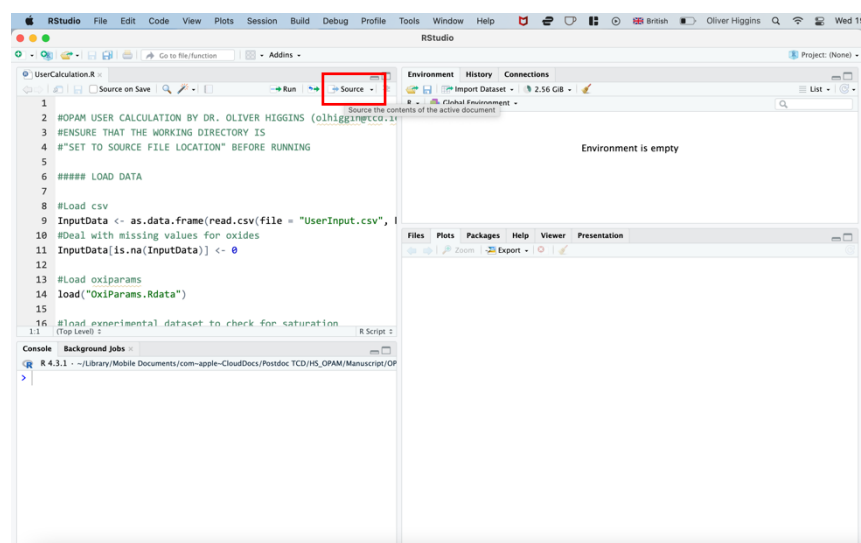 RStudio File Edit Code View Plots Session Build Debug Profile Tools Window Help British Oliver Higgins Wed 1
RStudio
Go to file/function Addins
Project: (None)
UserCalculation.R
Source on Save Run Source
1
2 #OPAM USER CALCULATION BY DR. OLIVER HIGGINS (olhiggin@tcd.i
3 #ENSURE THAT THE WORKING DIRECTORY IS
4 #"SET TO SOURCE FILE LOCATION" BEFORE RUNNING
5
6 ##### LOAD DATA
7
8 #Load csv
9 InputData <- as.data.frame(read.csv(file = "UserInput.csv",
10 #Deal with missing values for oxides
11 InputData[is.na(InputData)] <- 0
12
13 #Load oxiparams
14 load("OxiParams.Rdata")
15
16 #load experimental dataset to check for saturation
1:1 (Top Level) R Script
Source the contents of the active document
Console Background Jobs
R 4.3.1 · ~/Library/Mobile Documents/com~apple~CloudDocs/Postdoc TCD/HS_OPAM/Manuscript/OP
>
Environment History Connections
Import Dataset 2.56 GiB List
R Global Environment
Environment is empty
Files Plots Packages Help Viewer Presentation
Zoom Export